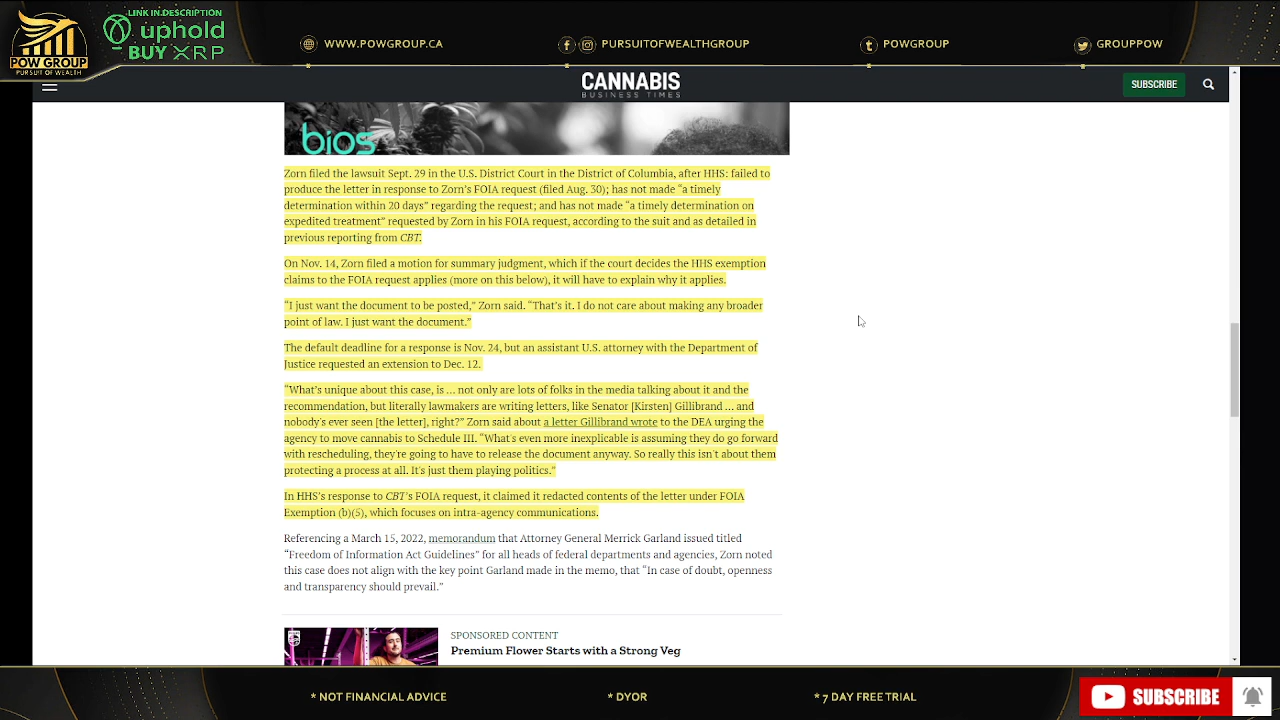 LINK IN DESCRIPTION
uphold
BUY XRP
POW GROUP
PURSUIT OF WEALTH
WWW.POWGROUP.CA
PURSUITOFWEALTHGROUP
POWGROUP
GROUPPOW
CANNABIS
BUSINESS TIMES
SUBSCRIBE
bios
Zorn filed the lawsuit Sept. 29 in the U.S. District Court in the District of Columbia, after HHS: failed to
produce the letter in response to Zorn's FOIA request (filed Aug. 30); has not made “a timely
determination within 20 days” regarding the request; and has not made “a timely determination on
expedited treatment” requested by Zorn in his FOIA request, according to the suit and as detailed in
previous reporting from CBT.
On Nov. 14, Zorn filed a motion for summary judgment, which if the court decides the HHS exemption
claims to the FOIA request applies (more on this below), it will have to explain why it applies.
“I just want the document to be posted,” Zorn said. “That’s it. I do not care about making any broader
point of law. I just want the document.”
The default deadline for a response is Nov. 24, but an assistant U.S. attorney with the Department of
Justice requested an extension to Dec. 12.
“What’s unique about this case, is … not only are lots of folks in the media talking about it and the
recommendation, but literally lawmakers are writing letters, like Senator [Kirsten] Gillibrand … and
nobody's ever seen [the letter], right?” Zorn said about a letter Gillibrand wrote to the DEA urging the
agency to move cannabis to Schedule III. “What's even more inexplicable is assuming they do go forward
with rescheduling, they're going to have to release the document anyway. So really this isn't about them
protecting a process at all. It's just them playing politics.”
In HHS’s response to CBT’s FOIA request, it claimed it redacted contents of the letter under FOIA
Exemption (b)(5), which focuses on intra-agency communications.
Referencing a March 15, 2022, memorandum that Attorney General Merrick Garland issued titled
“Freedom of Information Act Guidelines” for all heads of federal departments and agencies, Zorn noted
this case does not align with the key point Garland made in the memo, that “In case of doubt, openness
and transparency should prevail.”
SPONSORED CONTENT
Premium Flower Starts with a Strong Veg
* NOT FINANCIAL ADVICE
* DYOR
* 7 DAY FREE TRIAL
SUBSCRIBE